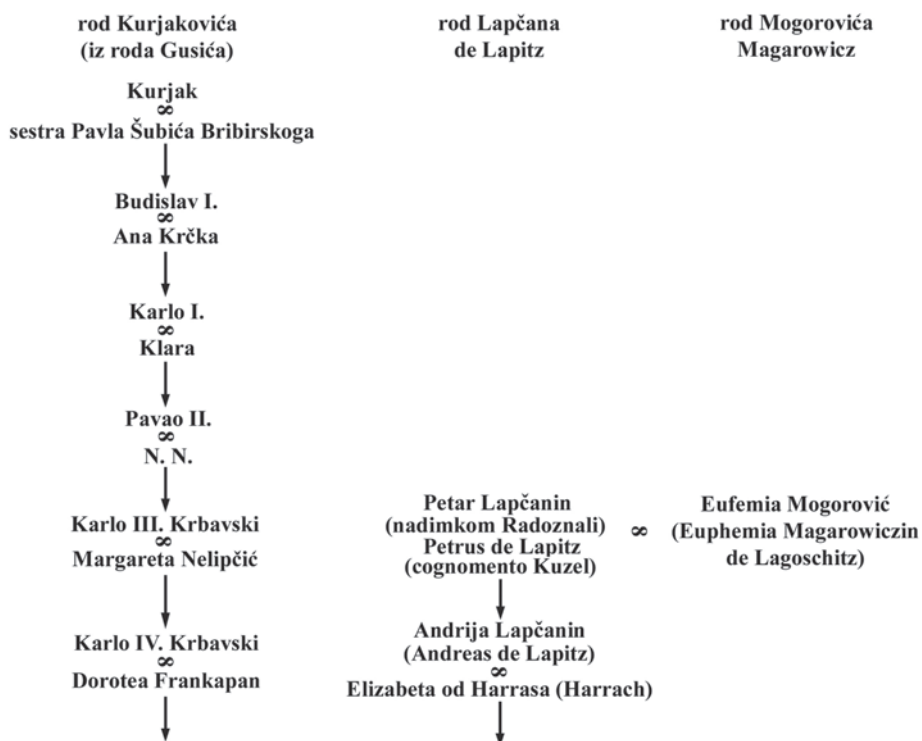 rod Kurjakovića
(iz roda Gusića)
Kurjak
∞
sestra Pavla Šubića Bribirskoga
Budislav I.
∞
Ana Krčka
Karlo I.
∞
Klara
Pavao II.
∞
N. N.
Karlo III. Krbavski
∞
Margareta Nelipčić
Karlo IV. Krbavski
∞
Dorotea Frankapan
rod Lapčana
de Lapitz
Petar Lapčanin
(nadimkom Radoznali)
Petrus de Lapitz
(cognomento Kuzel)
∞
Andrija Lapčanin
(Andreas de Lapitz)
∞
Elizabeta od Harrasa (Harrach)
rod Mogorovića
Magarowicz
Eufemia Mogorović
(Euphemia Magarowiczin
de Lagoschitz)